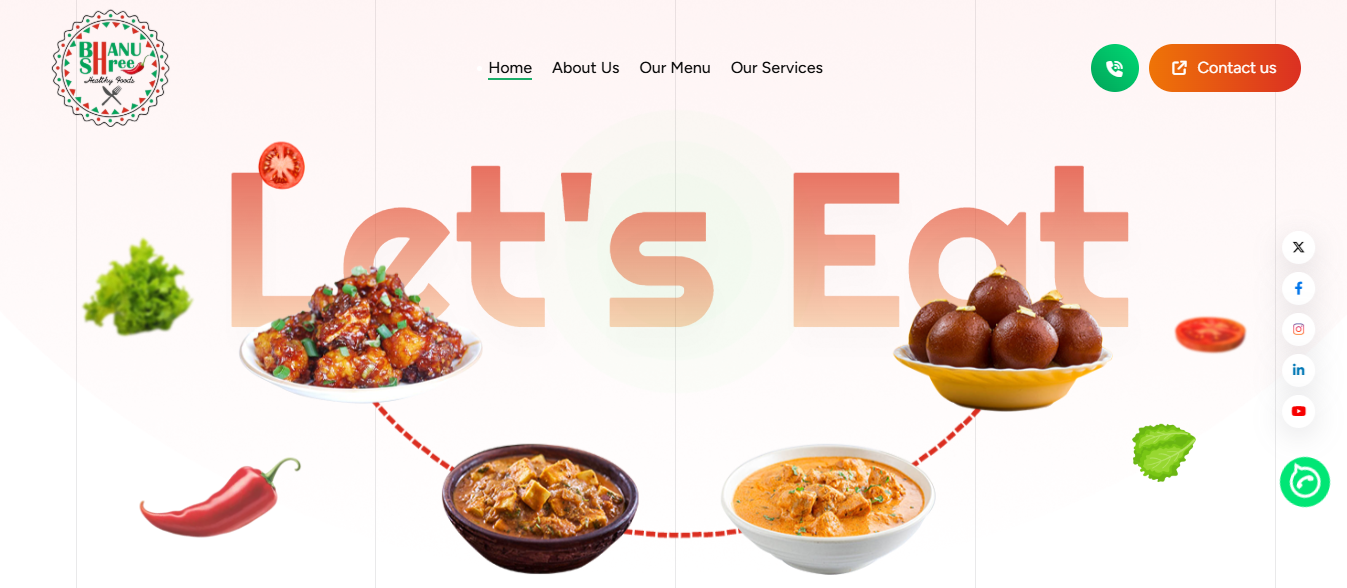 BHANU
SHree
Healthy Foods
Home
About Us
Our Menu
Our Services
Contact us
Let's Eat